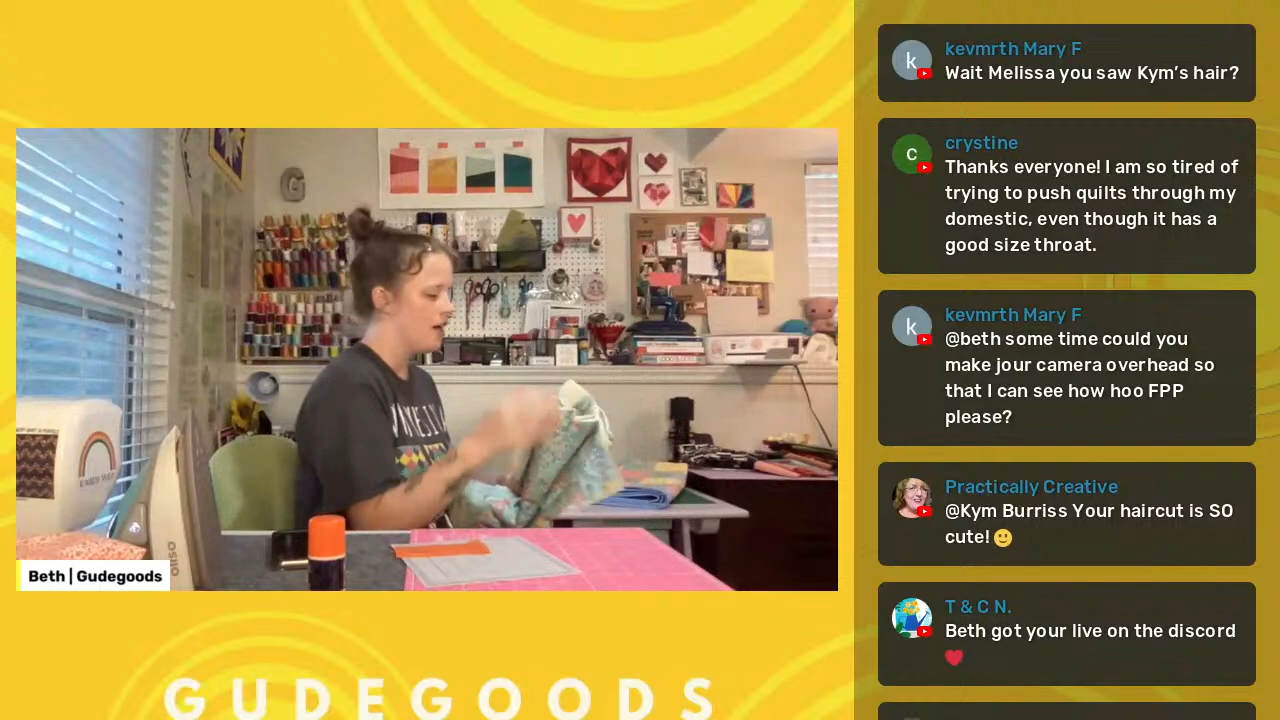 kevmrth Mary F
Wait Melissa you saw Kym's hair?
crystine
Thanks everyone! I am so tired of
trying to push quilts through my
domestic, even though it has a
good size throat.
kevmrth Mary F
@beth some time could you
make jour camera overhead so
that I can see how hoo FPP
please?
Practically Creative
@Kym Burriss Your haircut is SO
cute!
T & C N.
Beth got your live on the discord
Beth | Gudegoods
GUDEGOODS
OLISO